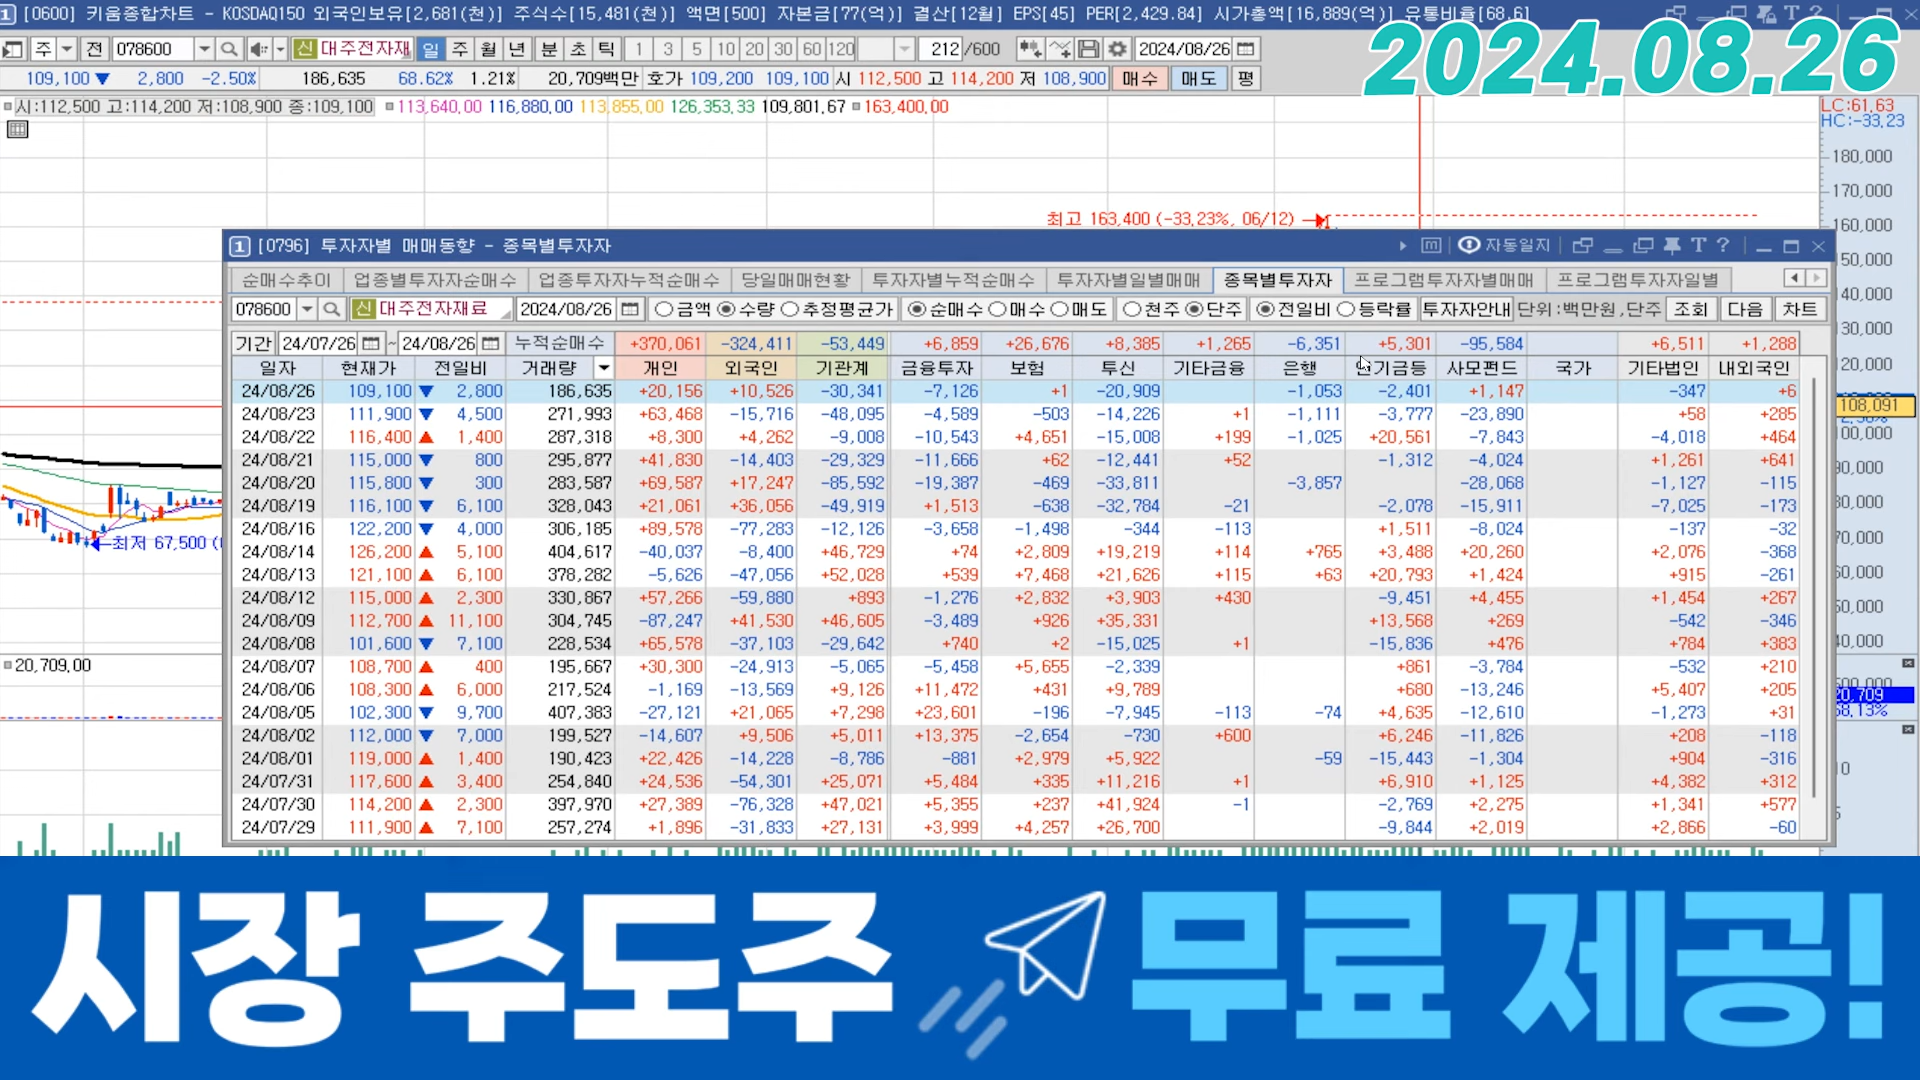 [0600] 키움종합차트 - KOSDAQ150 외국인보유[2,681(천)] 주식수[15,481(천)] 액면[500] 자본금[77(억)] 결산[12월] EPS[45] PER[2,429.84] 시가총액[16,889(억)] 유통비율[68.6]
2024.08.26
주 전 078600 신 대주전자재 일 주 월 년 분 초 틱 1 3 5 10 20 30 60 120 212 /600 2024/08/26
109,100 ▼ 2,800 -2.50% 186,635 68.62% 1.21% 20,709백만 호가 109,200 109,100 시 112,500 고 114,200 저 108,900 매수 매도 평
시:112,500 고:114,200 저:108,900 종:109,100 113,640.00 116,880.00 113,855.00 126,353.33 109,801.67 163,400.00
LC:61.63
HC:-33.23
180,000
170,000
최고 163,400 (-33.23%, 06/12)
160,000
1 [0796] 투자자별 매매동향 - 종목별투자자 자동일지
순매수추이 업종별투자자순매수 업종투자자누적순매수 당일매매현황 투자자별누적순매수 투자자별일별매매 종목별투자자 프로그램투자자별매매 프로그램투자자일별
078600 신 대주전자재료 2024/08/26 금액 수량 추정평균가 순매수 매수 매도 천주 단주 전일비 등락률 투자자안내 단위:백만원,단주 조회 다음 차트
기간 24/07/26 ~ 24/08/26 누적순매수 +370,061 -324,411 -53,449 +6,859 +26,676 +8,385 +1,265 -6,351 +5,301 -95,584 +6,511 +1,288
일자 현재가 전일비 거래량 개인 외국인 기관계 금융투자 보험 투신 기타금융 은행 연기금등 사모펀드 국가 기타법인 내외국인
24/08/26 109,100 ▼ 2,800 186,635 +20,156 +10,526 -30,341 -7,126 +1 -20,909 -1,053 -2,401 +1,147 -347 +6
24/08/23 111,900 ▼ 4,500 271,993 +63,468 -15,716 -48,095 -4,589 -503 -14,226 +1 -1,111 -3,777 -23,890 +58 +285
24/08/22 116,400 ▲ 1,400 287,318 +8,300 +4,262 -9,008 -10,543 +4,651 -15,008 +199 -1,025 +20,561 -7,843 -4,018 +464
24/08/21 115,000 ▼ 800 295,877 +41,830 -14,403 -29,329 -11,666 +62 -12,441 +52 -1,312 -4,024 +1,261 +641
24/08/20 115,800 ▼ 300 283,587 +69,587 +17,247 -85,592 -19,387 -469 -33,811 -3,857 -28,068 -1,127 -115
24/08/19 116,100 ▼ 6,100 328,043 +21,061 +36,056 -49,919 +1,513 -638 -32,784 -21 -2,078 -15,911 -7,025 -173
24/08/16 122,200 ▼ 4,000 306,185 +89,578 -77,283 -12,126 -3,658 -1,498 -344 -113 +1,511 -8,024 -137 -32
24/08/14 126,200 ▲ 5,100 404,617 -40,037 -8,400 +46,729 +74 +2,809 +19,219 +114 +765 +3,488 +20,260 +2,076 -368
24/08/13 121,100 ▲ 6,100 378,282 -5,626 -47,056 +52,028 +539 +7,468 +21,626 +115 +63 +20,793 +1,424 +915 -261
24/08/12 115,000 ▲ 2,300 330,867 +57,266 -59,880 +893 -1,276 +2,832 +3,903 +430 -9,451 +4,455 +1,454 +267
24/08/09 112,700 ▲ 11,100 304,745 -87,247 +41,530 +46,605 -3,489 +926 +35,331 +13,568 +269 -542 -346
24/08/08 101,600 ▼ 7,100 228,534 +65,578 -37,103 -29,642 +740 +2 -15,025 +1 -15,836 +476 +784 +383
24/08/07 108,700 ▲ 400 195,667 +30,300 -24,913 -5,065 -5,458 +5,655 -2,339 +861 -3,784 -532 +210
24/08/06 108,300 ▲ 6,000 217,524 -1,169 -13,569 +9,126 +11,472 +431 +9,789 +680 -13,246 +5,407 +205
24/08/05 102,300 ▼ 9,700 407,383 -27,121 +21,065 +7,298 +23,601 -196 -7,945 -113 -74 +4,635 -12,610 -1,273 +31
24/08/02 112,000 ▼ 7,000 199,527 -14,607 +9,506 +5,011 +13,375 -2,654 -730 +600 +6,246 -11,826 +208 -118
24/08/01 119,000 ▲ 1,400 190,423 +22,426 -14,228 -8,786 -881 +2,979 +5,922 -59 -15,443 -1,304 +904 -316
24/07/31 117,600 ▲ 3,400 254,840 +24,536 -54,301 +25,071 +5,484 +335 +11,216 +1 +6,910 +1,125 +4,382 +312
24/07/30 114,200 ▲ 2,300 397,970 +27,389 -76,328 +47,021 +5,355 +237 +41,924 -1 -2,769 +2,275 +1,341 +577
24/07/29 111,900 ▲ 7,100 257,274 +1,896 -31,833 +27,131 +3,999 +4,257 +26,700 -9,844 +2,019 +2,866 -60
최저 67,500
20,709.00
108,091
20,709
시장 주도주 무료 제공!